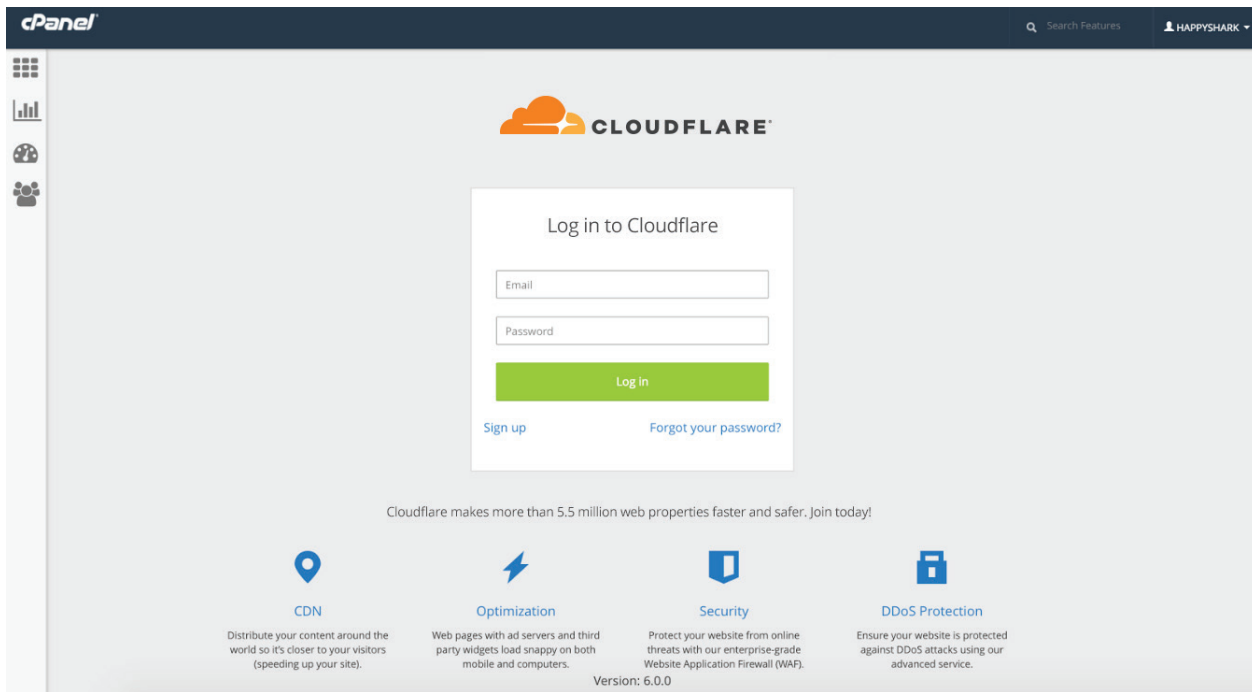 cPanel®
Search Features
HAPPYSHARK
CLOUDFLARE®
Log in to Cloudflare
Email
Password
Log in
Sign up
Forgot your password?
Cloudflare makes more than 5.5 million web properties faster and safer. Join today!
CDN
Distribute your content around the
world so it's closer to your visitors
(speeding up your site).
Optimization
Web pages with ad servers and third
party widgets load snappy on both
mobile and computers.
Security
Protect your website from online
threats with our enterprise-grade
Website Application Firewall (WAF).
DDoS Protection
Ensure your website is protected
against DDoS attacks using our
advanced service.
Version: 6.0.0